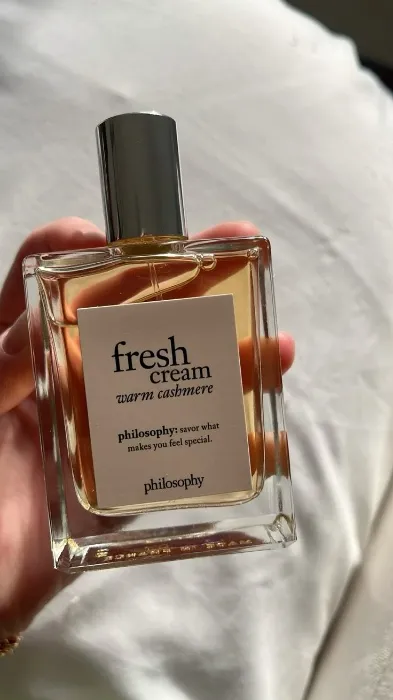 fresh
cream
warm cashmere
philosophy: savor what
makes you feel special.
philosophy